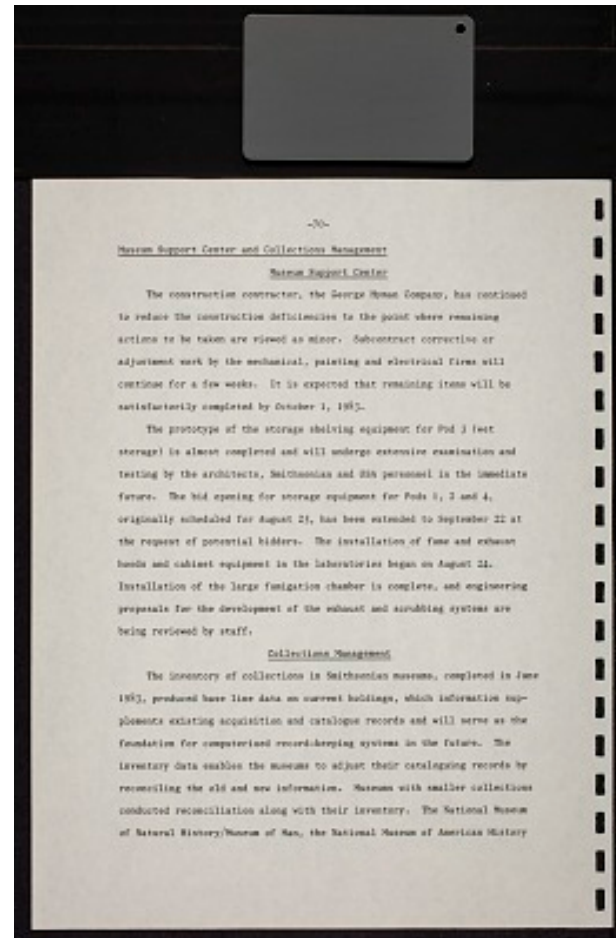 -70-
Museum Support Center and Collections Management
Museum Support Center
The construction contractor, the George Hyman Company, has continued
to reduce the construction deficiencies to the point where remaining
actions to be taken are viewed as minor. Subcontract corrective or
adjustment work by the mechanical, painting and electrical firms will
continue for a few weeks. It is expected that remaining items will be
satisfactorily completed by October 1, 1983.
The prototype of the storage shelving equipment for Pod 3 (wet
storage) is almost completed and will undergo extensive examination and
testing by the architects, Smithsonian and GSA personnel in the immediate
future. The bid opening for storage equipment for Pods 1, 2 and 4,
originally scheduled for August 23, has been extended to September 22 at
the request of potential bidders. The installation of fume and exhaust
hoods and cabinet equipment in the laboratories began on August 24.
Installation of the large fumigation chamber is complete, and engineering
proposals for the development of the exhaust and scrubbing systems are
being reviewed by staff.
Collections Management
The inventory of collections in Smithsonian museums, completed in June
1983, produced base line data on current holdings, which information sup-
plements existing acquisition and catalogue records and will serve as the
foundation for computerized record-keeping systems in the future. The
inventory data enables the museums to adjust their cataloguing records by
reconciling the old and new information. Museums with smaller collections
conducted reconciliation along with their inventory. The National Museum
of Natural History/Museum of Man, the National Museum of American History